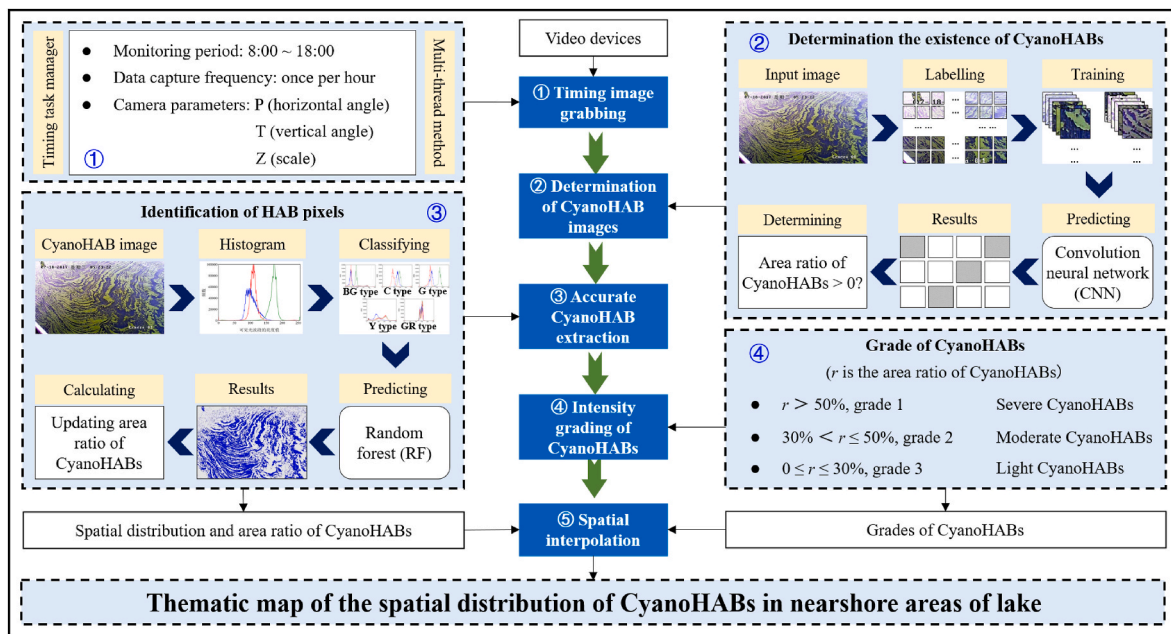 Timing task manager
● Monitoring period: 8:00 ~ 18:00
● Data capture frequency: once per hour
● Camera parameters: P (horizontal angle)
T (vertical angle)
Z (scale)
①
Multi-thread method
Video devices
① Timing image
grabbing
② Determination
of CyanoHAB
images
③ Accurate
CyanoHAB
extraction
④ Intensity
grading of
CyanoHABs
⑤ Spatial
interpolation
② Determination the existence of CyanoHABs
Input image
Labelling
Training
... ...
...
Determining
Results
Predicting
Area ratio of
CyanoHABs > 0?
Convolution
neural network
(CNN)
Identification of HAB pixels
③
CyanoHAB image
Histogram
Classifying
BG type
C type
G type
Y type
GR type
Calculating
Results
Predicting
Updating area
ratio of
CyanoHABs
Random
forest (RF)
④
Grade of CyanoHABs
(r is the area ratio of CyanoHABs)
● r > 50%, grade 1 Severe CyanoHABs
● 30% < r ≤ 50%, grade 2 Moderate CyanoHABs
● 0 ≤ r ≤ 30%, grade 3 Light CyanoHABs
Spatial distribution and area ratio of CyanoHABs
Grades of CyanoHABs
Thematic map of the spatial distribution of CyanoHABs in nearshore areas of lake